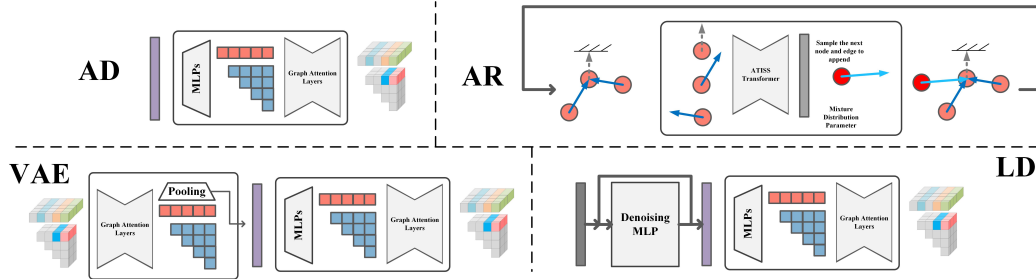 AD
MLPs
Graph Attention
Layers
AR
ATISS
Transformer
Sample the next
node and edge to
append
Mixture
Distribution
Parameter
VAE
Graph Attention
Layers
Pooling
MLPs
Graph Attention
Layers
LD
Denoising
MLP
MLPs
Graph Attention
Layers